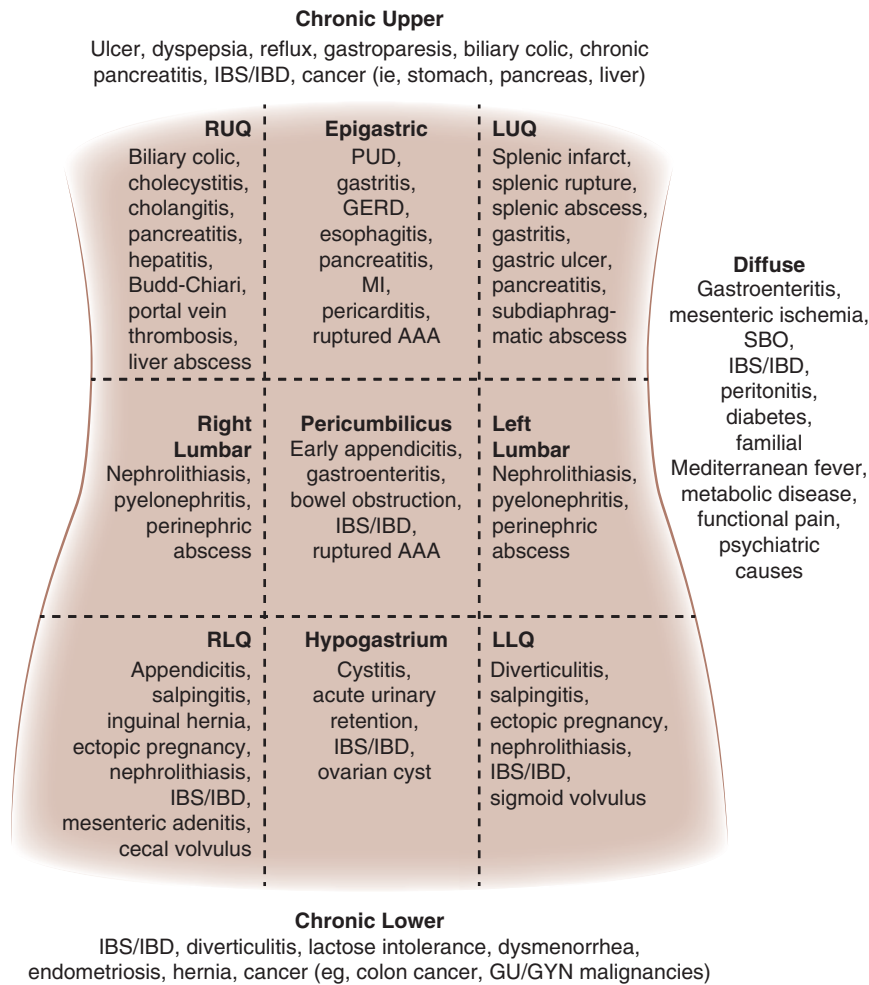 Chronic Upper
Ulcer, dyspepsia, reflux, gastroparesis, biliary colic, chronic
pancreatitis, IBS/IBD, cancer (ie, stomach, pancreas, liver)
RUQ
Biliary colic,
cholecystitis,
cholangitis,
pancreatitis,
hepatitis,
Budd-Chiari,
portal vein
thrombosis,
liver abscess
Epigastric
PUD,
gastritis,
GERD,
esophagitis,
pancreatitis,
MI,
pericarditis,
ruptured AAA
LUQ
Splenic infarct,
splenic rupture,
splenic abscess,
gastritis,
gastric ulcer,
pancreatitis,
subdiaphrag-
matic abscess
Diffuse
Gastroenteritis,
mesenteric ischemia,
SBO,
IBS/IBD,
peritonitis,
diabetes,
familial
Mediterranean fever,
metabolic disease,
functional pain,
psychiatric
causes
Right
Lumbar
Nephrolithiasis,
pyelonephritis,
perinephric
abscess
Pericumbilicus
Early appendicitis,
gastroenteritis,
bowel obstruction,
IBS/IBD,
ruptured AAA
Left
Lumbar
Nephrolithiasis,
pyelonephritis,
perinephric
abscess
RLQ
Appendicitis,
salpingitis,
inguinal hernia,
ectopic pregnancy,
nephrolithiasis,
IBS/IBD,
mesenteric adenitis,
cecal volvulus
Hypogastrium
Cystitis,
acute urinary
retention,
IBS/IBD,
ovarian cyst
LLQ
Diverticulitis,
salpingitis,
ectopic pregnancy,
nephrolithiasis,
IBS/IBD,
sigmoid volvulus
Chronic Lower
IBS/IBD, diverticulitis, lactose intolerance, dysmenorrhea,
endometriosis, hernia, cancer (eg, colon cancer, GU/GYN malignancies)